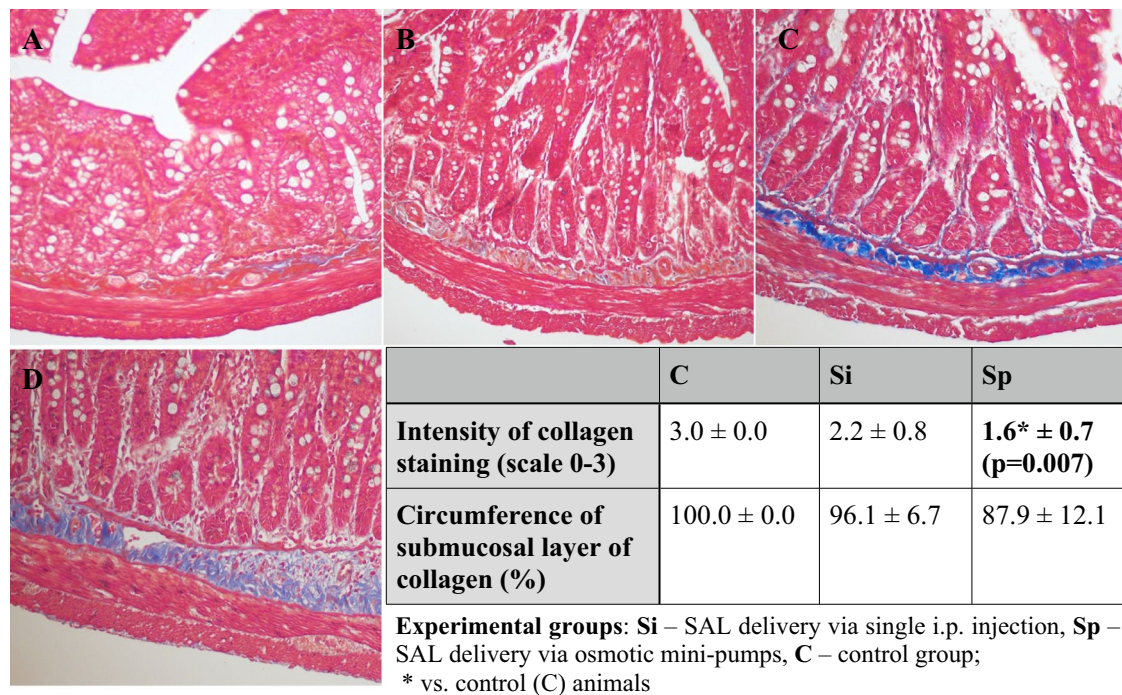 A
B
C
D
C Si Sp
Intensity of collagen staining (scale 0-3) 3.0 ± 0.0 2.2 ± 0.8 1.6* ± 0.7 (p=0.007)
Circumference of submucosal layer of collagen (%) 100.0 ± 0.0 96.1 ± 6.7 87.9 ± 12.1
Experimental groups: Si – SAL delivery via single i.p. injection, Sp –
SAL delivery via osmotic mini-pumps, C – control group;
* vs. control (C) animals